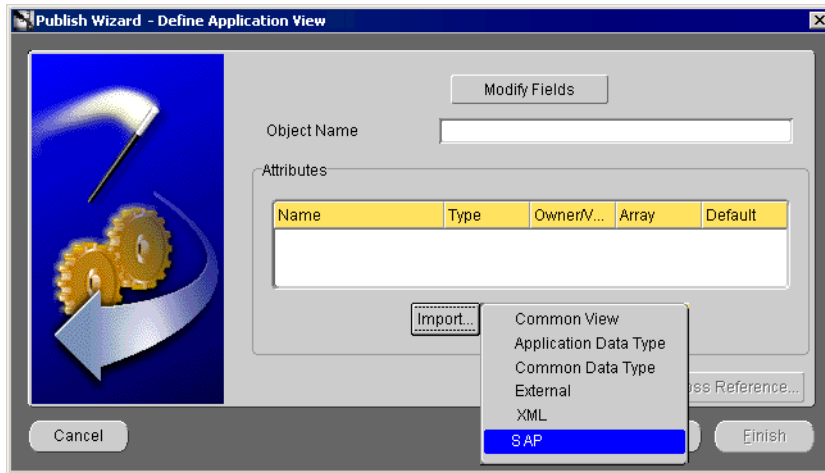 Publish Wizard - Define Application View
Modify Fields
Object Name
Attributes
Name Type Owner/V... Array Default
Import...
Common View
Application Data Type
Common Data Type
External
XML
SAP
Reference...
Cancel
Finish